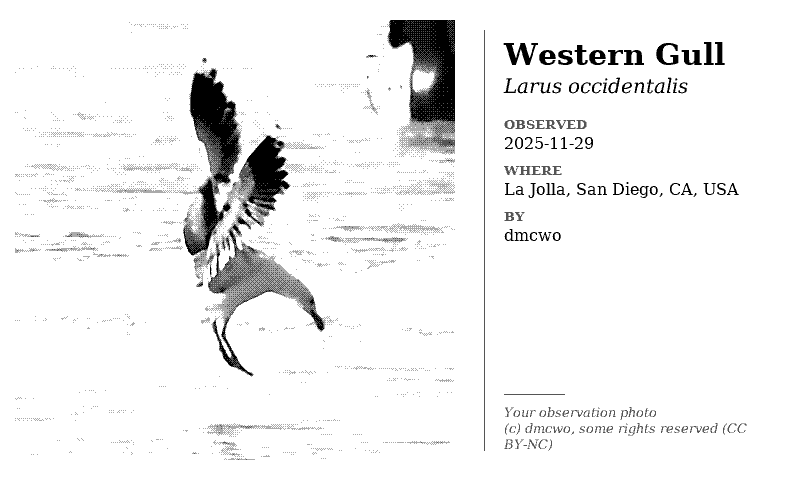 Western Gull
Larus occidentalis
OBSERVED
2025-11-29
WHERE
La Jolla, San Diego, CA, USA
BY
dmcwo
Your observation photo
(c) dmcwo, some rights reserved (CC
BY-NC)